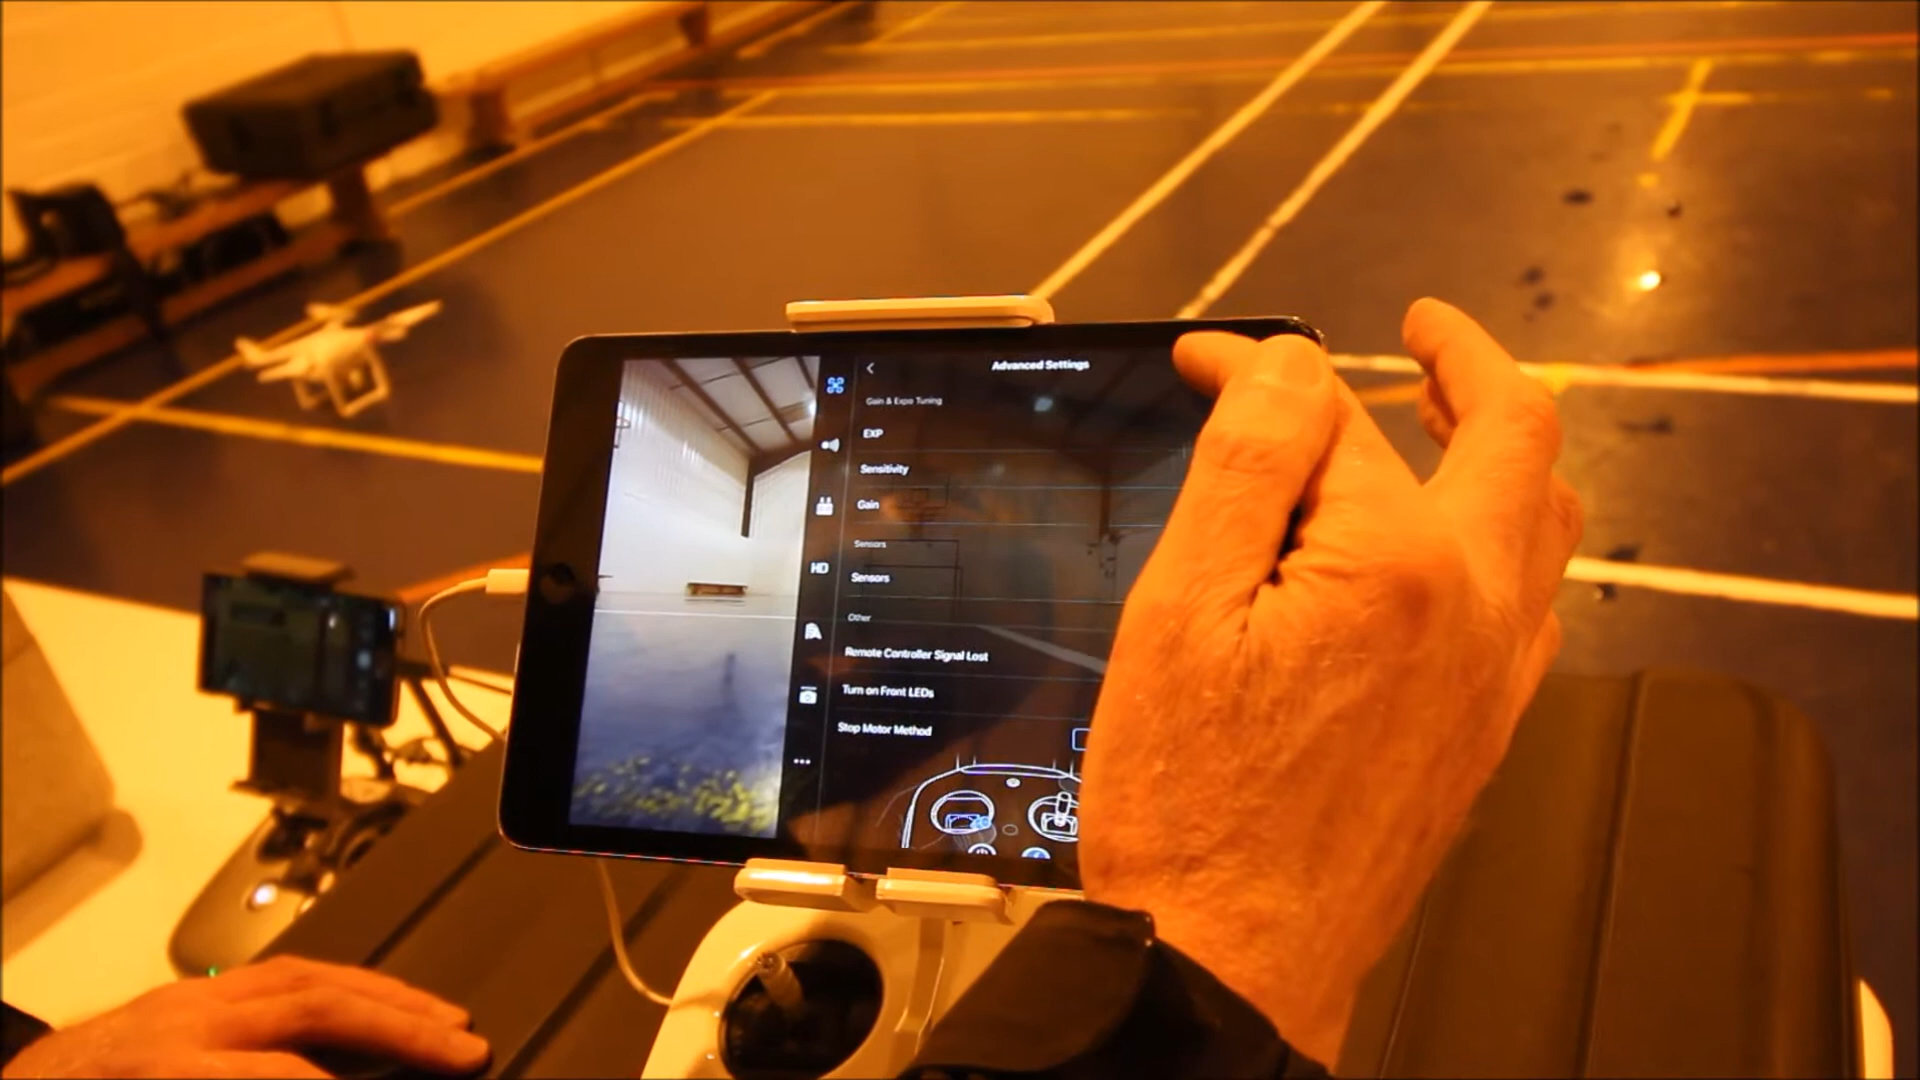 Advanced Settings
Gain & Expo Tuning
EXP
Sensitivity
Gain
Sensors
Sensors
HD
Other
Remote Controller Signal Lost
Turn on Front LEDs
Stop Motor Method